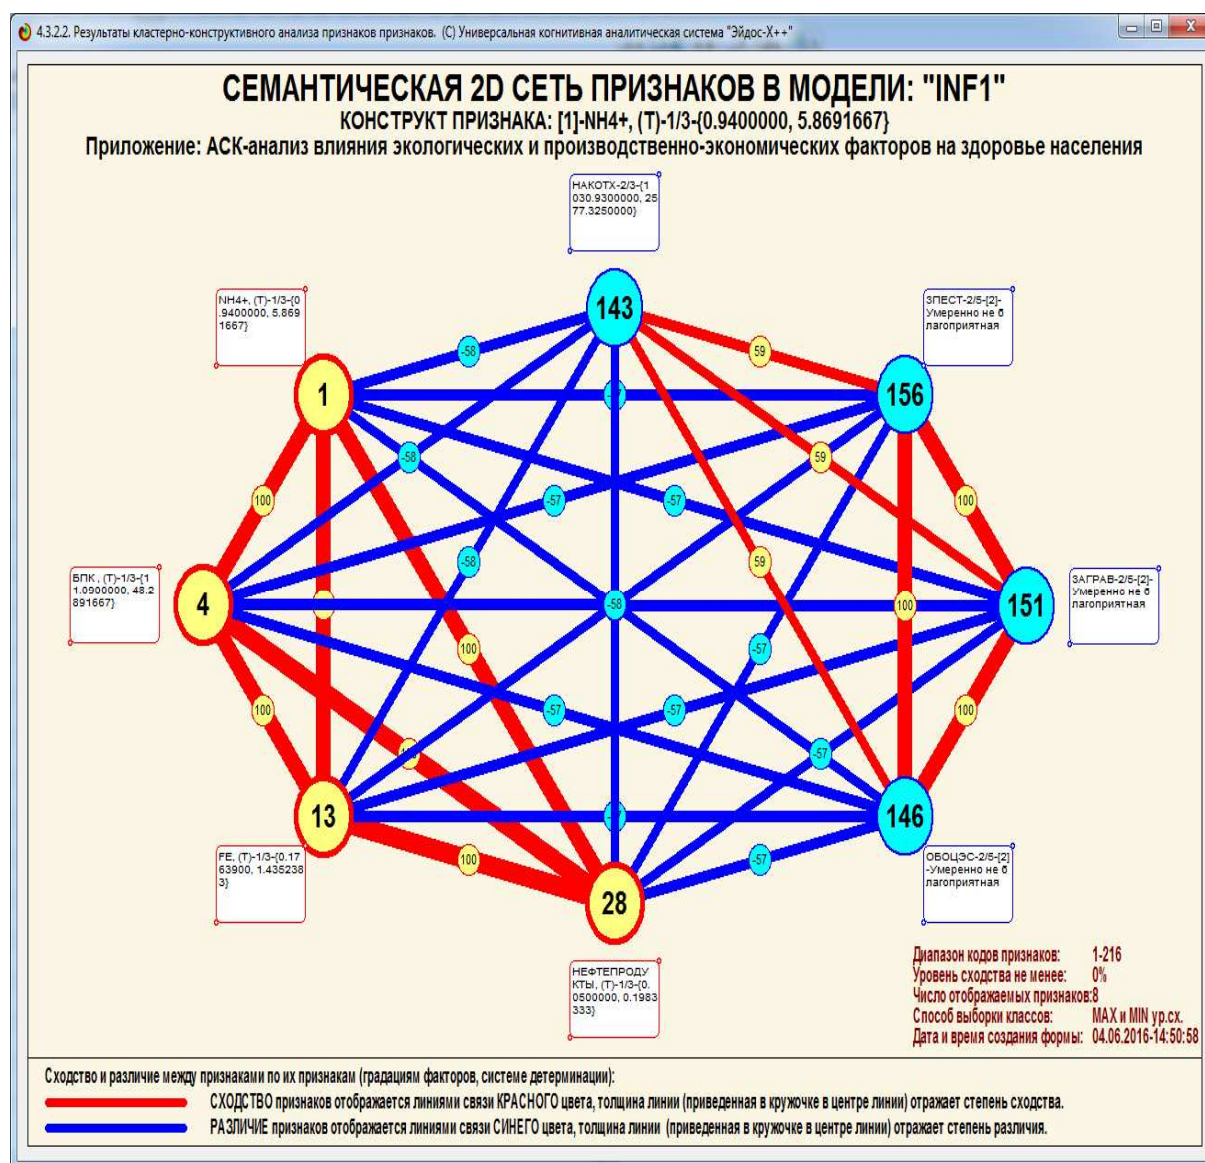 4.3.2.2. Результаты кластерно-конструктивного анализа признаков признаков. (С) Универсальная когнитивная аналитическая система "Эйдос-Х++"
СЕМАНТИЧЕСКАЯ 2D СЕТЬ ПРИЗНАКОВ В МОДЕЛИ: "INF1"
КОНСТРУКТ ПРИЗНАКА: [1]-NH4+, (Т)-1/3-{0.9400000, 5.8691667}
Приложение: АСК-анализ влияния экологических и производственно-экономических факторов на здоровье населения
НАКОТХ-2/3-{1
030.9300000, 25
77.3250000}
NH4+, (Т)-1/3-{0
.9400000, 5.869
1667}
ЗПЕСТ-2/5-[2]-
Умеренно не б
лагоприятная
143
-58
59
1
156
-58
59
-57
-57
100
100
БПК , (Т)-1/3-{1
1.0900000, 48.2
891667}
ЗАГРАВ-2/5-[2]-
Умеренно не б
лагоприятная
-58
59
4
-58
100
151
100
-57
100
-57
-57
100
-57
13
146
FE, (Т)-1/3-{0.17
63900, 1.435238
3}
100
-57
ОБОЦЭС-2/5-[2]
-Умеренно не б
лагоприятная
28
НЕФТЕПРОДУ
КТЫ, (Т)-1/3-{0.
0500000, 0.1983
333}
Диапазон кодов признаков: 1-216
Уровень сходства не менее: 0%
Число отображаемых признаков:8
Способ выборки классов: MAX и MIN ур.сх.
Дата и время создания формы: 04.06.2016-14:50:58
Сходство и различие между признаками по их признакам (градациям факторов, системе детерминации):
СХОДСТВО признаков отображается линиями связи КРАСНОГО цвета, толщина линии (приведенная в кружочке в центре линии) отражает степень сходства.
РАЗЛИЧИЕ признаков отображается линиями связи СИНЕГО цвета, толщина линии (приведенная в кружочке в центре линии) отражает степень различия.